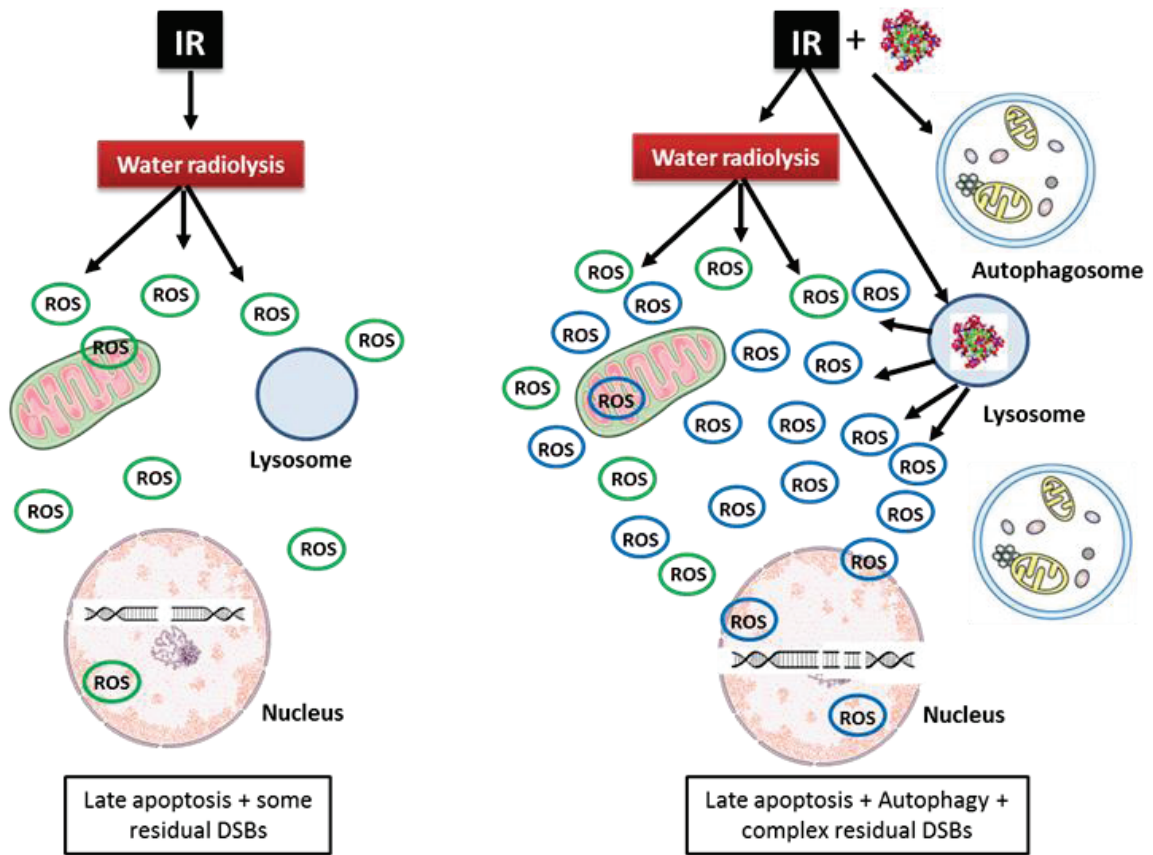 IR
Water radiolysis
ROS
ROS
ROS
ROS
ROS
Lysosome
ROS
ROS
ROS
ROS
Nucleus
Late apoptosis + some
residual DSBs
IR +
Water radiolysis
Autophagosome
ROS
ROS
ROS
ROS
ROS
ROS
ROS
ROS
ROS
ROS
Lysosome
ROS
ROS
ROS
ROS
ROS
ROS
ROS
ROS
ROS
ROS
ROS
ROS
ROS
ROS
Nucleus
Late apoptosis + Autophagy +
complex residual DSBs